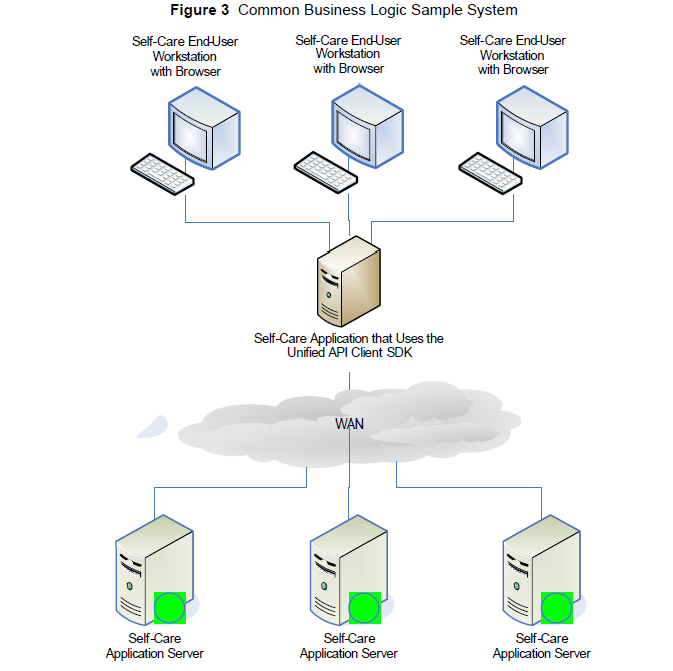 Figure 3 Common Business Logic Sample System
Self-Care End-User
Workstation
with Browser
Self-Care End-User
Workstation
with Browser
Self-Care End-User
Workstation
with Browser
Self-Care Application that Uses the
Unified API Client SDK
WAN
Self-Care
Application Server
Self-Care
Application Server
Self-Care
Application Server